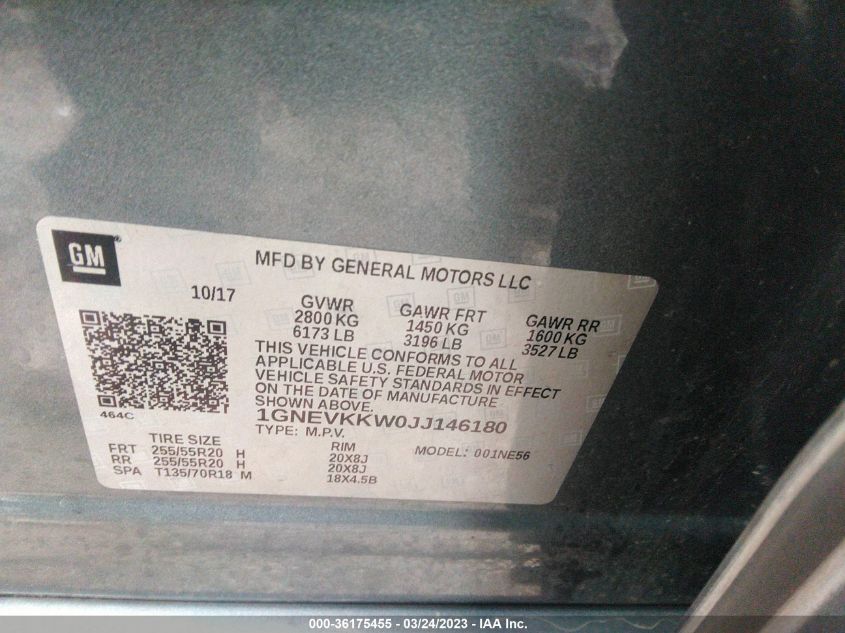 GM
MFD BY GENERAL MOTORS LLC
10/17
GVWR
2800 KG
6173 LB
GAWR FRT
1450 KG
3196 LB
GAWR RR
1600 KG
3527 LB
THIS VEHICLE CONFORMS TO ALL
APPLICABLE U.S. FEDERAL MOTOR
VEHICLE SAFETY STANDARDS IN EFFECT
ON THE DATE OF MANUFACTURE
SHOWN ABOVE.
464C
1GNEVKKW0JJ146180
TYPE: M.P.V.
MODEL: 001NE56
TIRE SIZE RIM
FRT 255/55R20 H 20X8J
RR 255/55R20 H 20X8J
SPA T135/70R18 M 18X4.5B
000-36175455 - 03/24/2023 - IAA Inc.